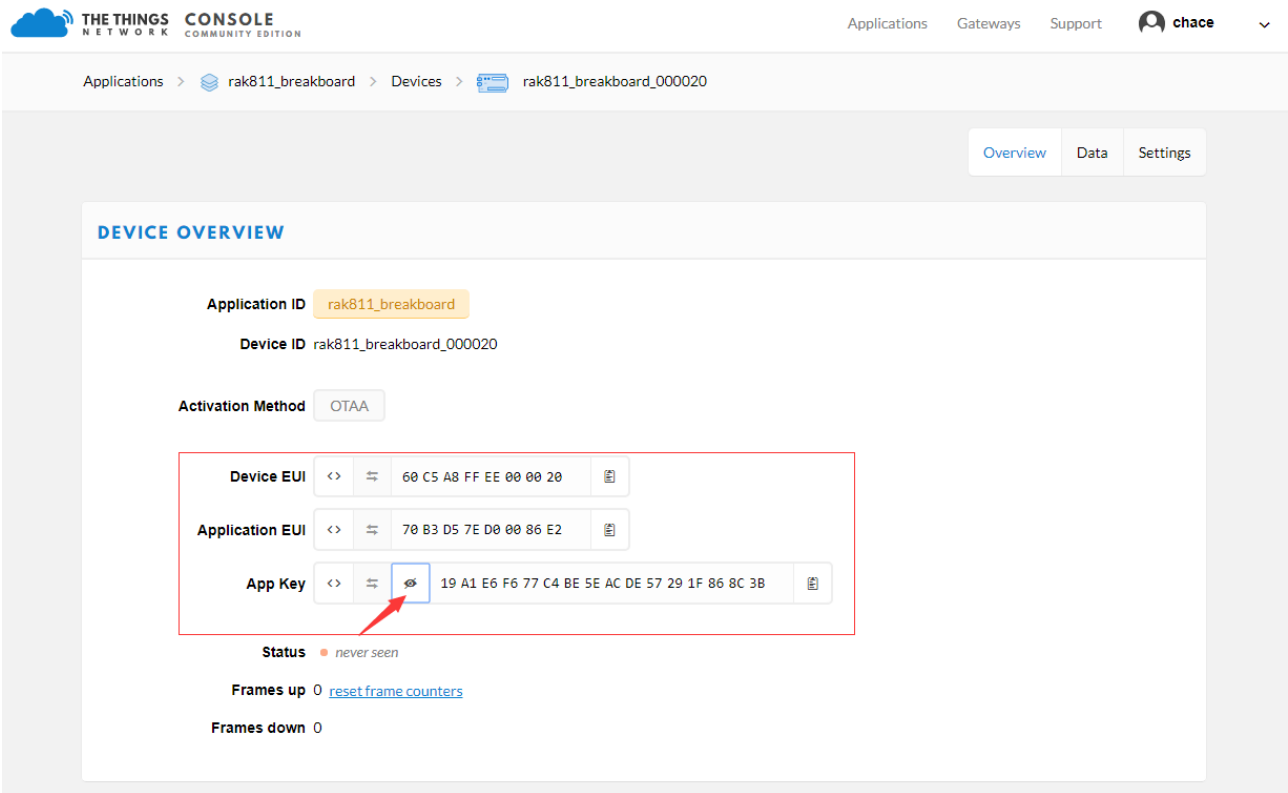 THE THINGS NETWORK CONSOLE COMMUNITY EDITION
Applications Gateways Support chace
Applications > rak811_breakboard > Devices > rak811_breakboard_000020
Overview Data Settings
DEVICE OVERVIEW
Application ID rak811_breakboard
Device ID rak811_breakboard_000020
Activation Method OTAA
Device EUI <> 60 C5 A8 FF EE 00 00 20
Application EUI <> 70 B3 D5 7E D0 00 86 E2
App Key <> 19 A1 E6 F6 77 C4 BE 5E AC DE 57 29 1F 86 8C 3B
Status never seen
Frames up 0 reset frame counters
Frames down 0